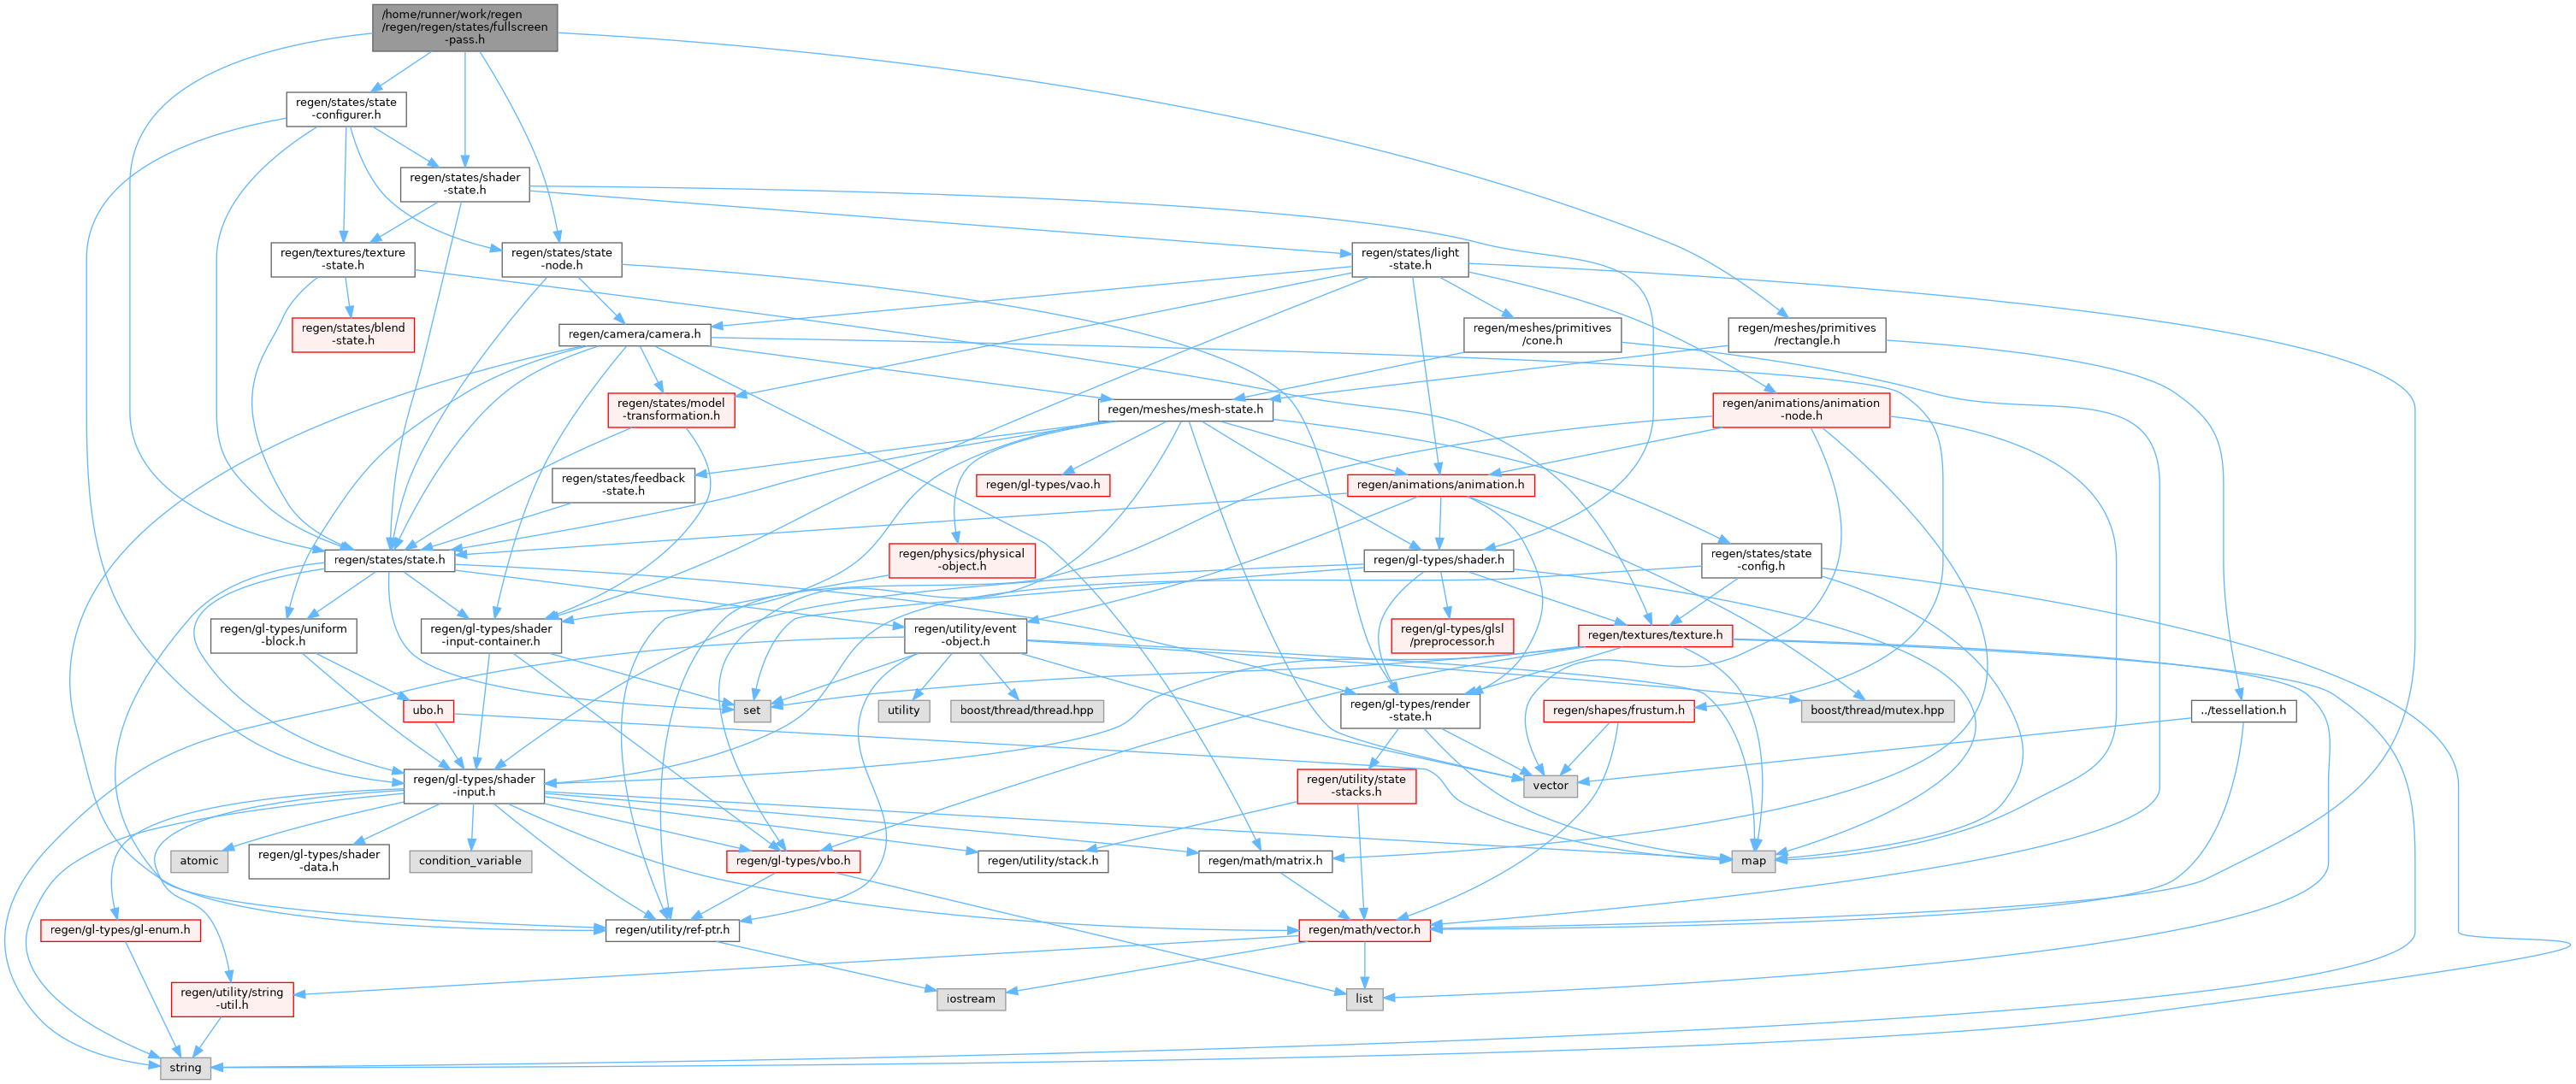 /home/runner/work/regen
/regen/regen/states/fullscreen
-pass.h
regen/states/state
-configurer.h
regen/states/shader
-state.h
regen/textures/texture
-state.h
regen/states/state
-node.h
regen/states/light
-state.h
regen/states/blend
-state.h
regen/camera/camera.h
regen/meshes/primitives
/cone.h
regen/meshes/primitives
/rectangle.h
regen/states/model
-transformation.h
regen/meshes/mesh-state.h
regen/animations/animation
-node.h
regen/states/feedback
-state.h
regen/gl-types/vao.h
regen/animations/animation.h
regen/states/state.h
regen/physics/physical
-object.h
regen/gl-types/shader.h
regen/states/state
-config.h
regen/gl-types/uniform
-block.h
regen/gl-types/shader
-input-container.h
regen/utility/event
-object.h
regen/gl-types/glsl
/preprocessor.h
regen/textures/texture.h
ubo.h
set
utility
boost/thread/thread.hpp
regen/gl-types/render
-state.h
regen/shapes/frustum.h
boost/thread/mutex.hpp
../tessellation.h
regen/gl-types/shader
-input.h
regen/utility/state
-stacks.h
vector
atomic
regen/gl-types/shader
-data.h
condition_variable
regen/gl-types/vbo.h
regen/utility/stack.h
regen/math/matrix.h
map
regen/gl-types/gl-enum.h
regen/utility/ref-ptr.h
regen/math/vector.h
regen/utility/string
-util.h
iostream
list
string